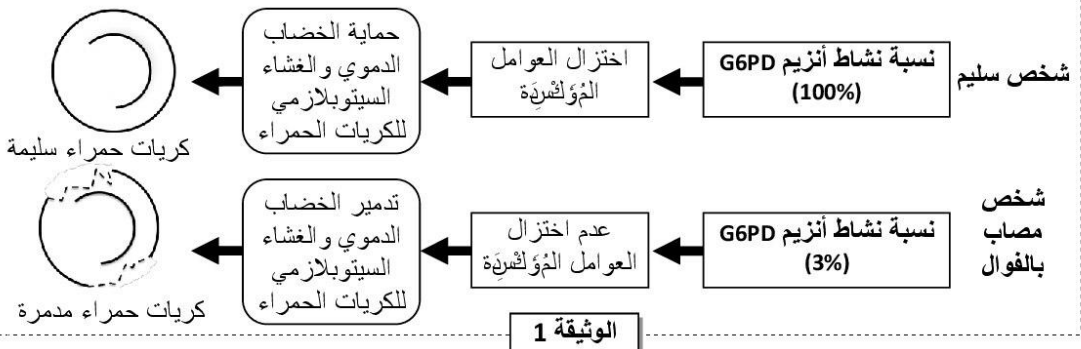 شخص سليم
نسبة نشاط أنزيم G6PD
(100%)
اختزال العوامل
المُؤَكْسِدَة
حماية الخضاب
الدموي والغشاء
السيتوبلازمي
للكريات الحمراء
كريات حمراء سليمة
شخص
مصاب
بالفوال
نسبة نشاط أنزيم G6PD
(3%)
عدم اختزال
العوامل المُؤَكْسِدَة
تدمير الخضاب
الدموي والغشاء
السيتوبلازمي
للكريات الحمراء
كريات حمراء مدمرة
الوثيقة 1